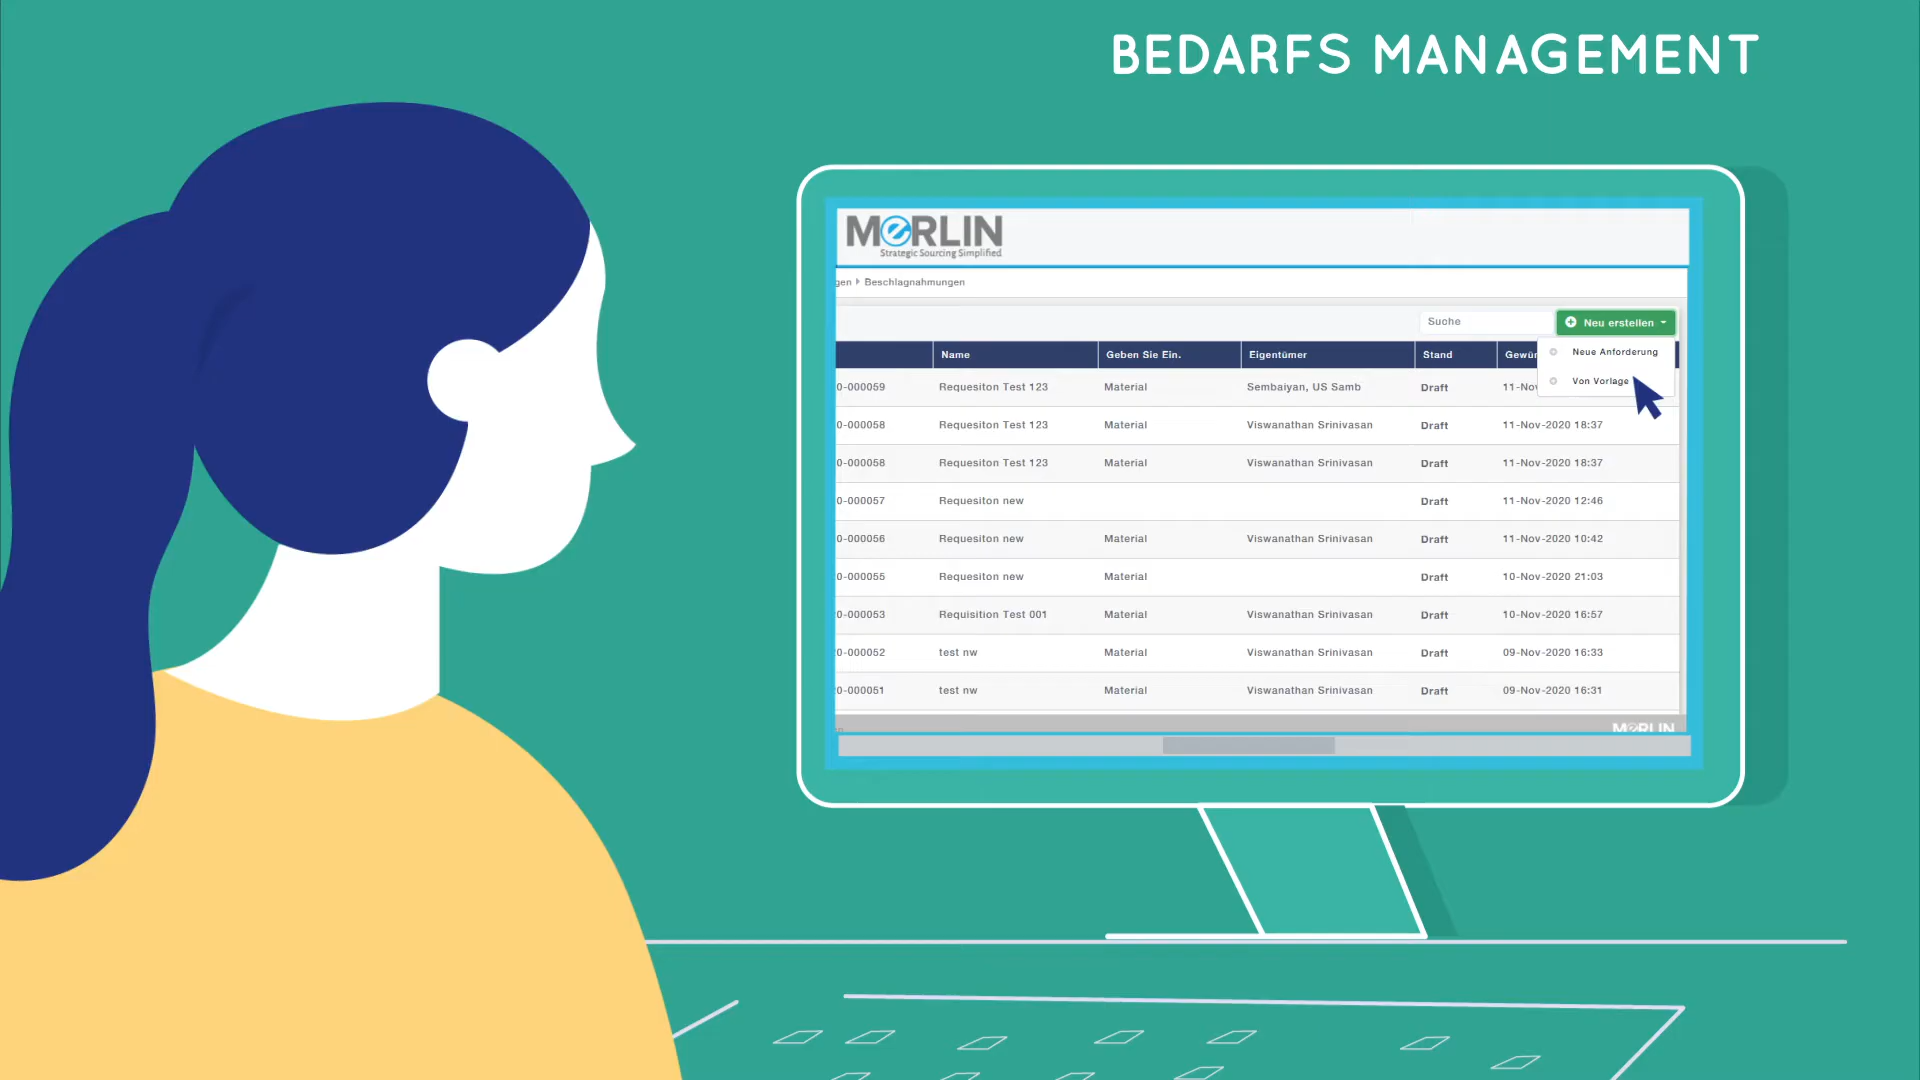 BEDARFS MANAGEMENT
MeRLIN
Strategic Sourcing Simplified
gen Beschlagnahmungen
Suche Neu erstellen
Neue Anforderung
Von Vorlage
Name Geben Sie Ein. Eigentümer Stand Gewün
0-000059 Requesiton Test 123 Material Sembaiyan, US Samb Draft 11-Nov
0-000058 Requesiton Test 123 Material Viswanathan Srinivasan Draft 11-Nov-2020 18:37
0-000058 Requesiton Test 123 Material Viswanathan Srinivasan Draft 11-Nov-2020 18:37
0-000057 Requesiton new Draft 11-Nov-2020 12:46
0-000056 Requesiton new Material Viswanathan Srinivasan Draft 11-Nov-2020 10:42
0-000055 Requesiton new Material Draft 10-Nov-2020 21:03
0-000053 Requisition Test 001 Material Viswanathan Srinivasan Draft 10-Nov-2020 16:57
0-000052 test nw Material Viswanathan Srinivasan Draft 09-Nov-2020 16:33
0-000051 test nw Material Viswanathan Srinivasan Draft 09-Nov-2020 16:31
MeRLIN